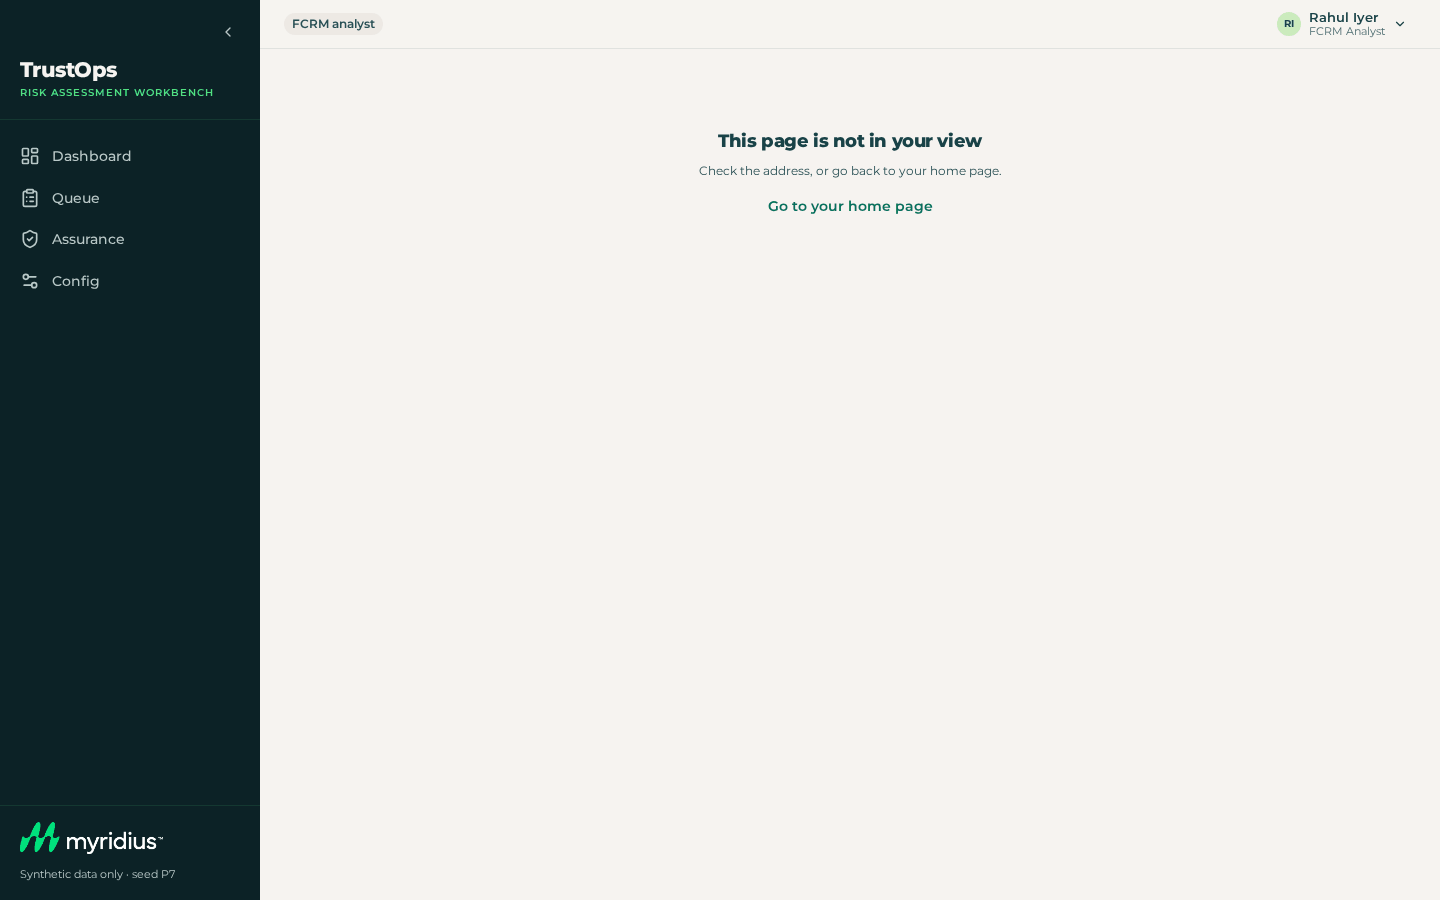 TrustOps
RISK ASSESSMENT WORKBENCH
Dashboard
Queue
Assurance
Config
myridius™
Synthetic data only · seed P7
FCRM analyst
RI
Rahul Iyer
FCRM Analyst
This page is not in your view
Check the address, or go back to your home page.
Go to your home page